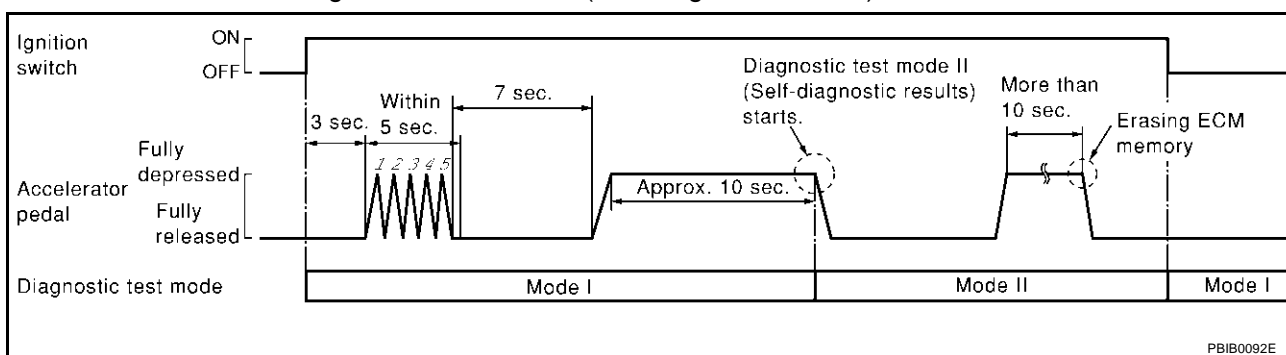 Ignition
switch
ON
OFF
Diagnostic test mode II
(Self-diagnostic results)
starts.
More than
10 sec.
7 sec.
Within
5 sec.
3 sec.
Erasing ECM
memory
1 2 3 4 5
Fully
depressed
Accelerator
pedal
Fully
released
Approx. 10 sec.
Diagnostic test mode
Mode I
Mode II
Mode I
PBIB0092E